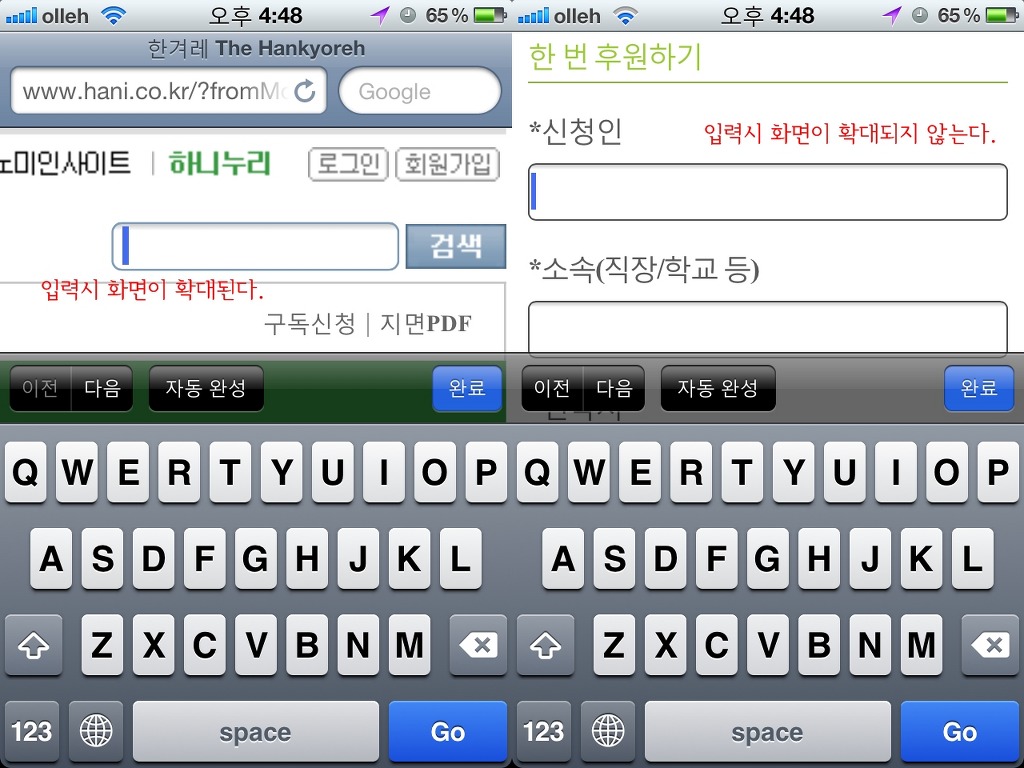 olleh 오후 4:48 65%
한겨레 The Hankyoreh
www.hani.co.kr/?fromMo
Google
노미인사이트 | 하니누리 로그인 회원가입
검색
입력시 화면이 확대된다.
구독신청 | 지면PDF
이전 다음 자동 완성 완료
Q W E R T Y U I O P
A S D F G H J K L
Z X C V B N M
123 space Go
olleh 오후 4:48 65%
한 번 후원하기
*신청인
입력시 화면이 확대되지 않는다.
*소속(직장/학교 등)
이전 다음 자동 완성 완료
Q W E R T Y U I O P
A S D F G H J K L
Z X C V B N M
123 space Go